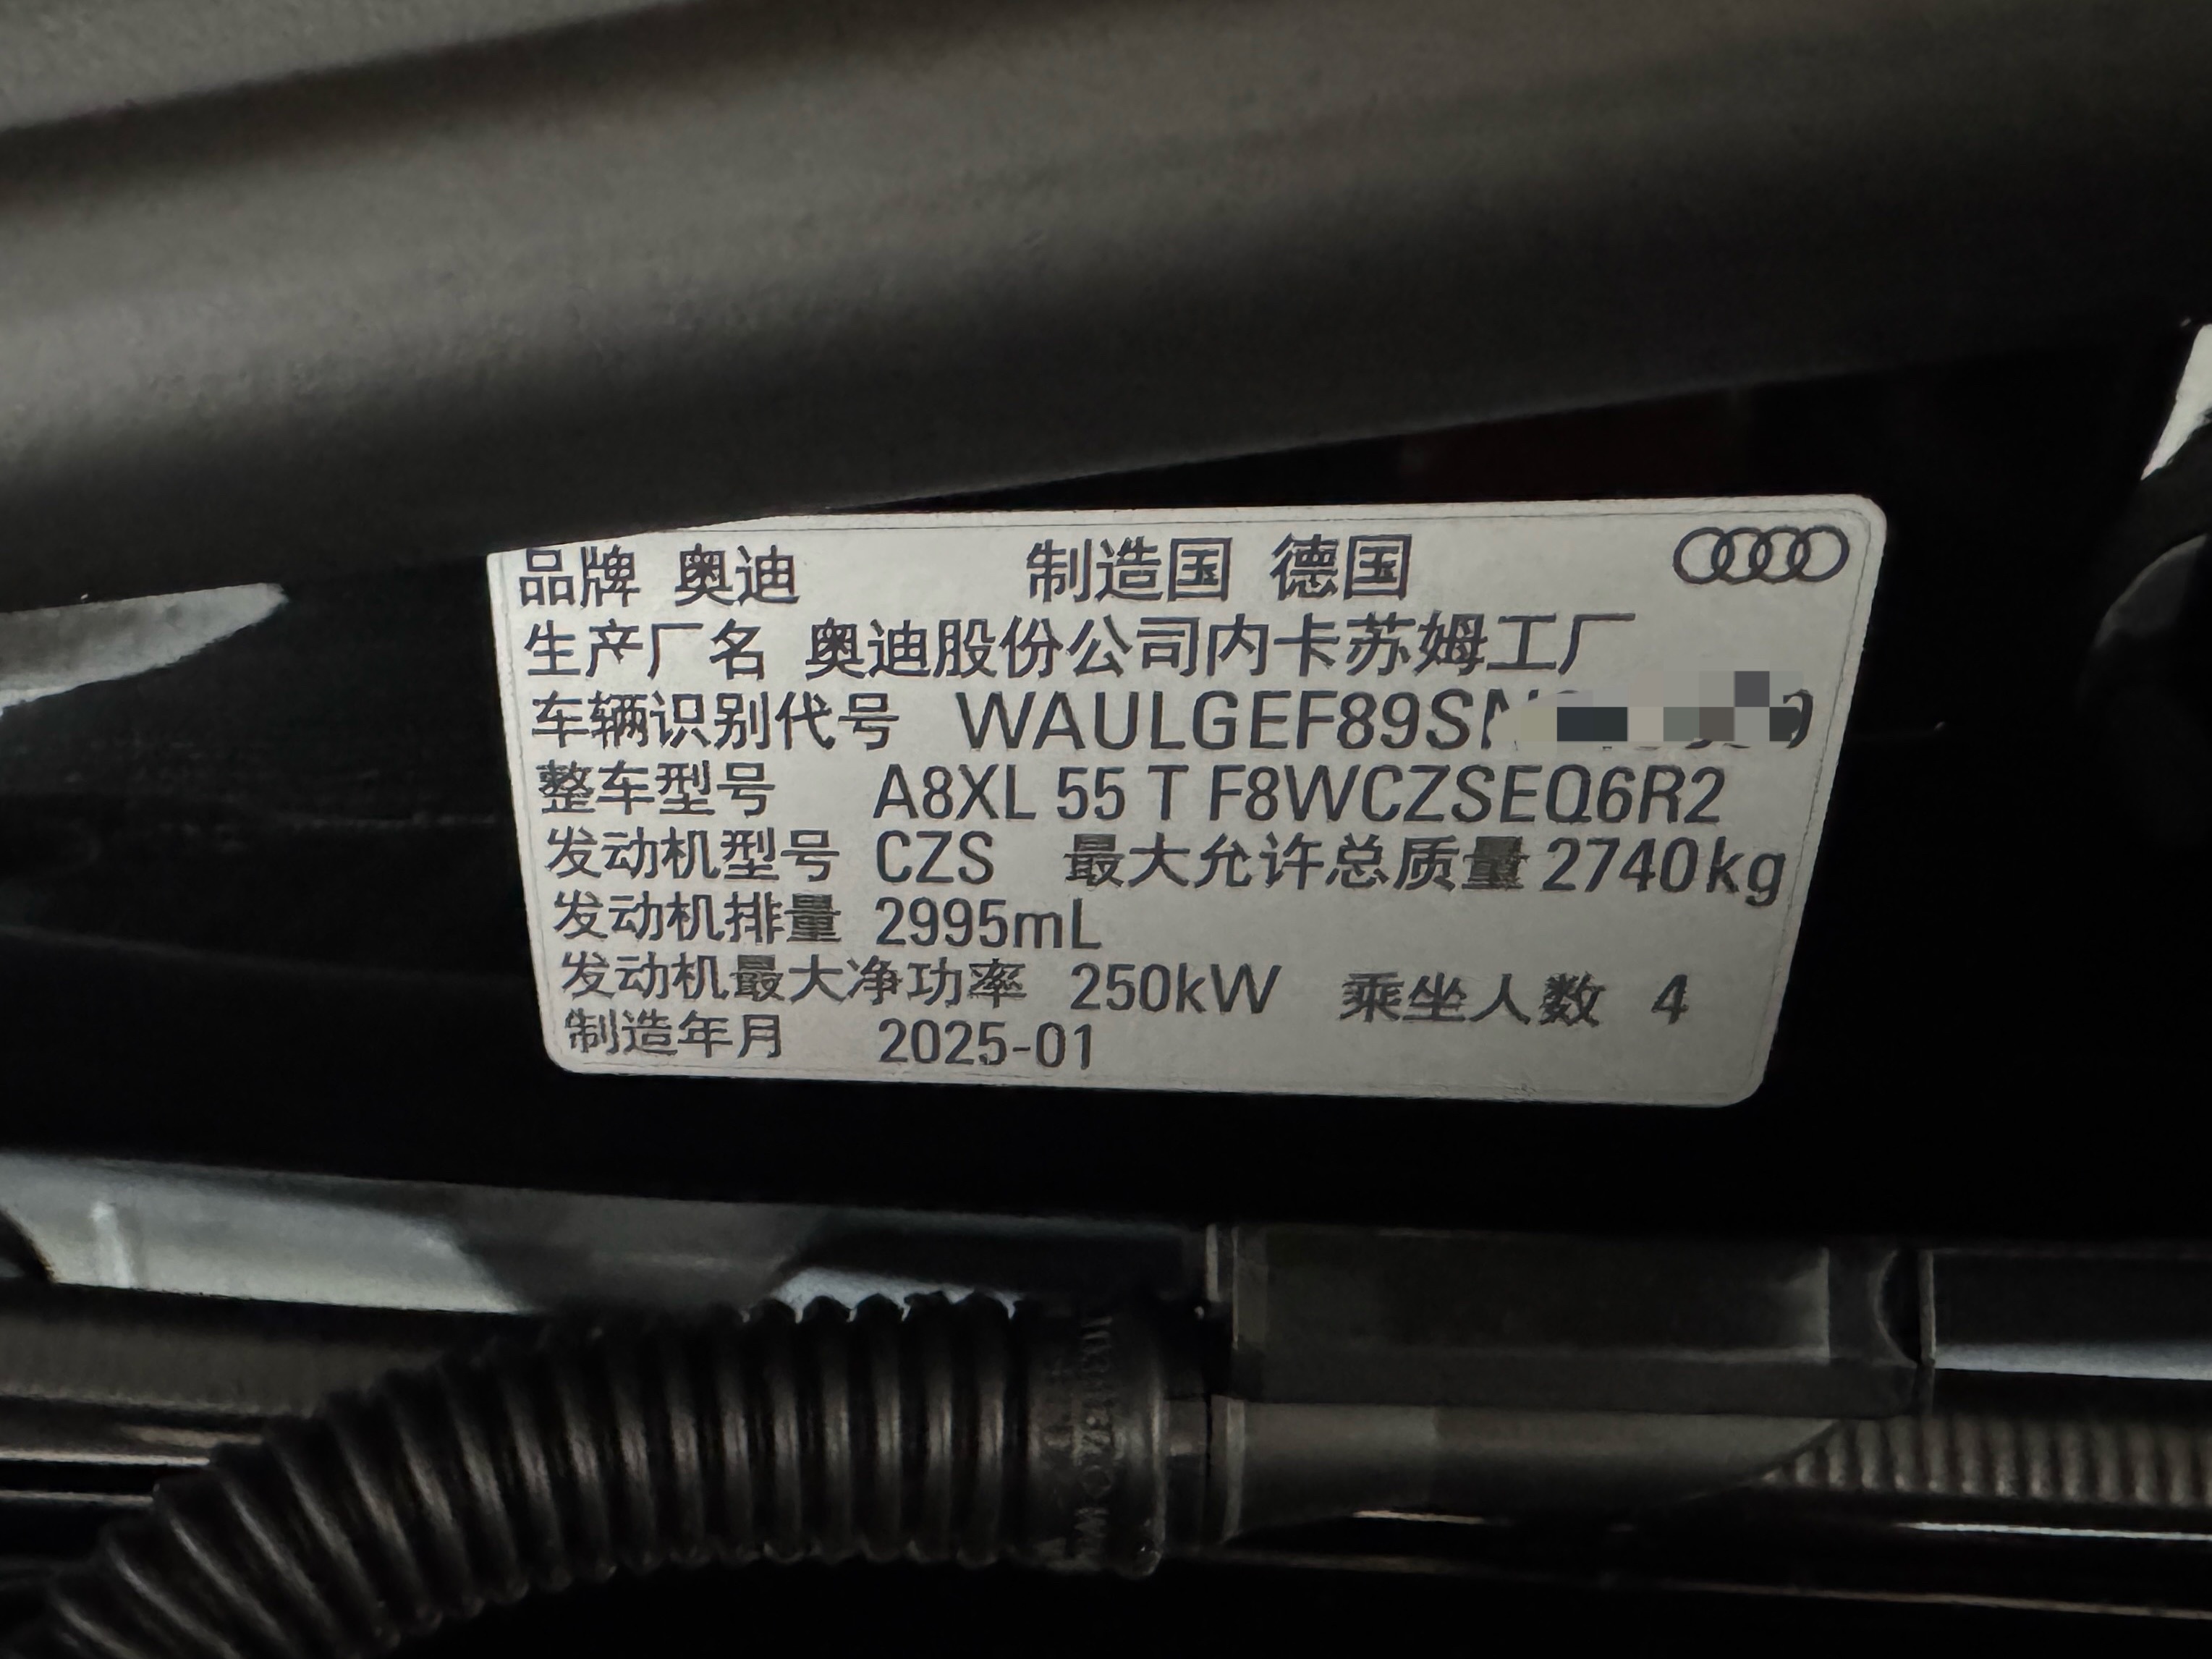 品牌 奥迪 制造国 德国
生产厂名 奥迪股份公司内卡苏姆工厂
车辆识别代号 WAULGEF89SN
整车型号 A8XL 55 T F8WCZSEQ6R2
发动机型号 CZS 最大允许总质量 2740kg
发动机排量 2995mL
发动机最大净功率 250kW 乘坐人数 4
制造年月 2025-01